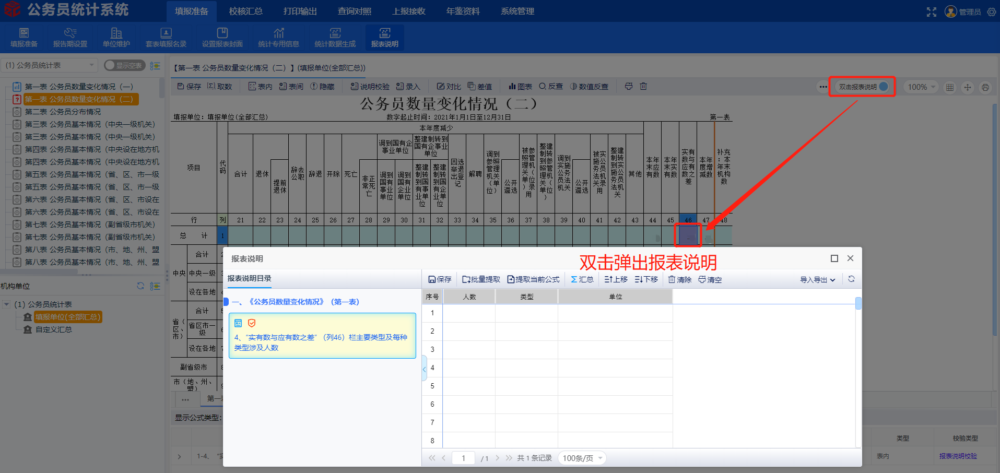 公务员统计系统
填报准备 校核汇总 打印输出 查询对照 上报接收 年鉴资料 系统管理
管理员
填报准备 报告期设置 单位维护 套表填报名录 设置报表封面 统计专用信息 统计数据生成 报表说明
(1) 公务员统计表
显示空表
第一表 公务员数量变化情况（一）
第一表 公务员数量变化情况（二）
第二表 公务员分布情况
第三表 公务员基本情况（中央一级机关）
第三表 公务员基本情况（中央一级机关）
第四表 公务员基本情况（中央设在地方机
第四表 公务员基本情况（中央设在地方机
第五表 公务员基本情况（省、区、市一级
第五表 公务员基本情况（省、区、市一级
第六表 公务员基本情况（省、区、市设在
第六表 公务员基本情况（省、区、市设在
第七表 公务员基本情况（副省级市机关）
第七表 公务员基本情况（副省级市机关）
第八表 公务员基本情况（市、地、州、盟
第八表 公务员基本情况（市、地、州、盟
机构单位
(1) 公务员统计表
填报单位(全部汇总)
自定义汇总
【第一表 公务员数量变化情况（二）】(填报单位(全部汇总))
保存 取数 表内 表间 隐藏 说明校验 录入 对比 差值 图表 反查 数值反查
双击报表说明
100%
公务员数量变化情况（二）
填报单位：填报单位(全部汇总)
数字起止时间：2021年1月1日至12月31日
第一表
项目
代码
本年度减少
合计
退休
提前退休
辞去公职
辞退
开除
死亡
非正常死亡
调到国有企事业单位
调到国有事业单位
调到国有企业单位
整建制转到国有企事业单位
整建制转到国有事业单位
整建制转到国有企业单位
因选举退出登记
解聘
调到参照管理机关（单位）
公开遴选
被参照管理机关（单位）录用
整建制转到参照管理机关（单位）
调到实施公务员法机关
公开遴选
被实施公务员法机关录用
整建制转到实施公务员法机关
其他
本年末应有数
本年末实有数
实有数与应有数之差
本年度增减数
补充：本年末机构数
行 列 21 22 23 24 25 26 27 28 29 30 31 32 33 34 35 36 37 38 39 40 41 42 43 44 45 46 47 48
总 计 1
中央
合计
中央一级
设在各地
省（区、市）
合计
省区市一级
设在各地
副省级市
市（地、州、盟）
双击弹出报表说明
报表说明
报表说明目录
一、《公务员数量变化情况》（第一表）
4、“实有数与应有数之差”（列46）栏主要类型及每种
类型涉及人数
保存 批量提取 提取当前公式 汇总 上移 下移 清除 清空 导入导出
序号 人数 类型 单位
1
2
3
4
5
6
7
8
1 / 1 共 1 条记录 100条/页
第一表
显示公式类型:
类型 校验类型
1-4、 表内 报表说明校验